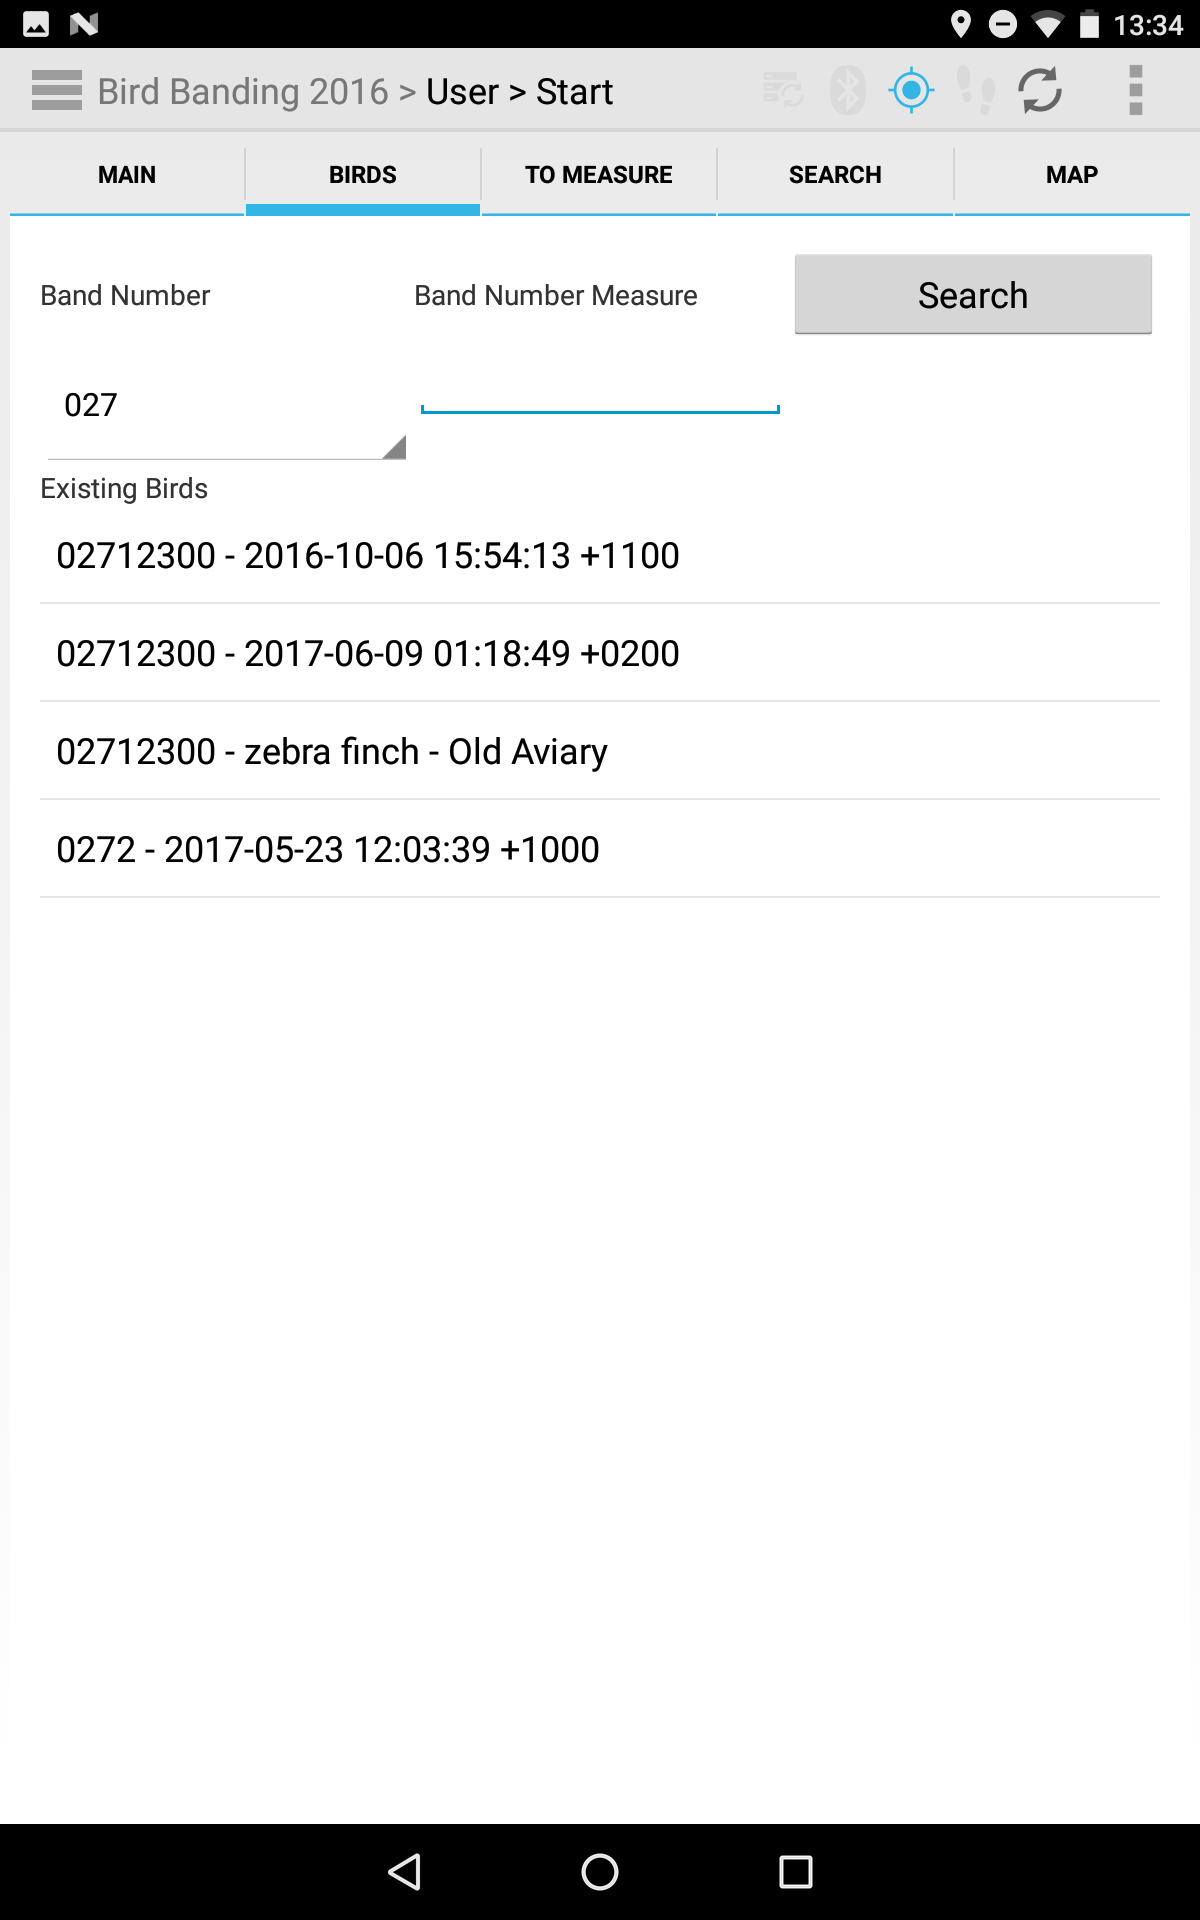 13:34
Bird Banding 2016 > User > Start
MAIN BIRDS TO MEASURE SEARCH MAP
Band Number Band Number Measure Search
027
Existing Birds
02712300 - 2016-10-06 15:54:13 +1100
02712300 - 2017-06-09 01:18:49 +0200
02712300 - zebra finch - Old Aviary
0272 - 2017-05-23 12:03:39 +1000